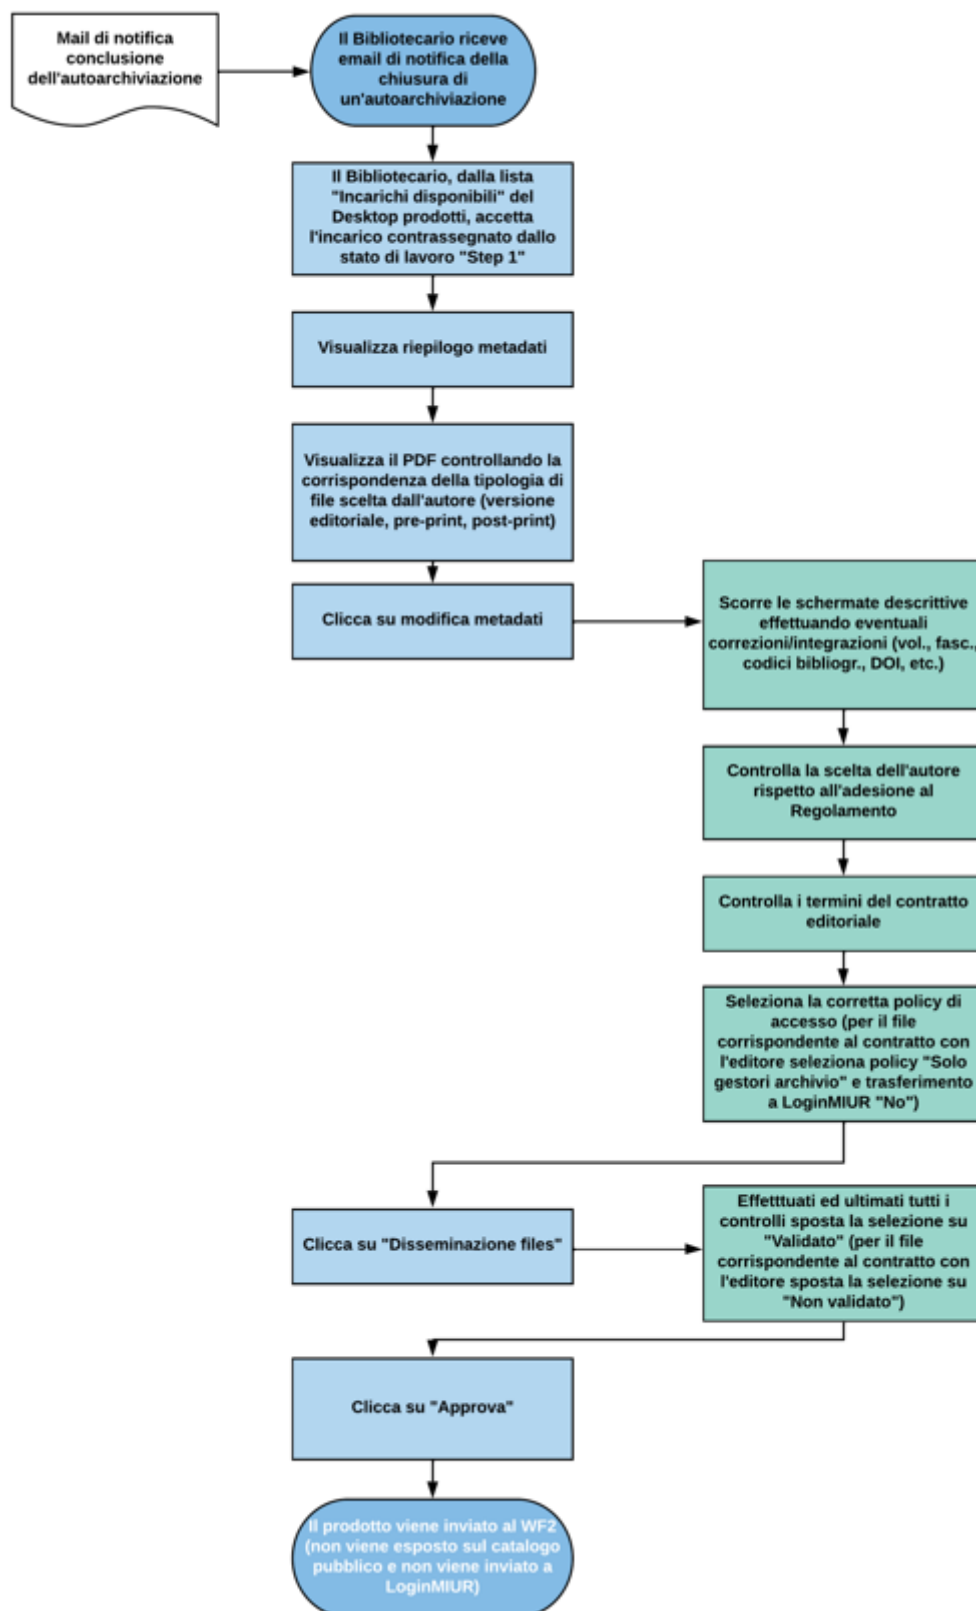 Mail di notifica
conclusione
dell'autoarchiviazione
Il Bibliotecario riceve
email di notifica della
chiusura di
un'autoarchiviazione
Il Bibliotecario, dalla lista
"Incarichi disponibili" del
Desktop prodotti, accetta
l'incarico contrassegnato dallo
stato di lavoro "Step 1"
Visualizza riepilogo metadati
Visualizza il PDF controllando la
corrispondenza della tipologia di
file scelta dall'autore (versione
editoriale, pre-print, post-print)
Clicca su modifica metadati
Scorre le schermate descrittive
effettuando eventuali
correzioni/integrazioni (vol., fasc.,
codici bibliogr., DOI, etc.)
Controlla la scelta dell'autore
rispetto all'adesione al
Regolamento
Controlla i termini del contratto
editoriale
Seleziona la corretta policy di
accesso (per il file
corrispondente al contratto con
l'editore seleziona policy "Solo
gestori archivio" e trasferimento
a LoginMIUR "No")
Clicca su "Disseminazione files"
Effetttuati ed ultimati tutti i
controlli sposta la selezione su
"Validato" (per il file
corrispondente al contratto con
l'editore sposta la selezione su
"Non validato")
Clicca su "Approva"
Il prodotto viene inviato al WF2
(non viene esposto sul catalogo
pubblico e non viene inviato a
LoginMIUR)